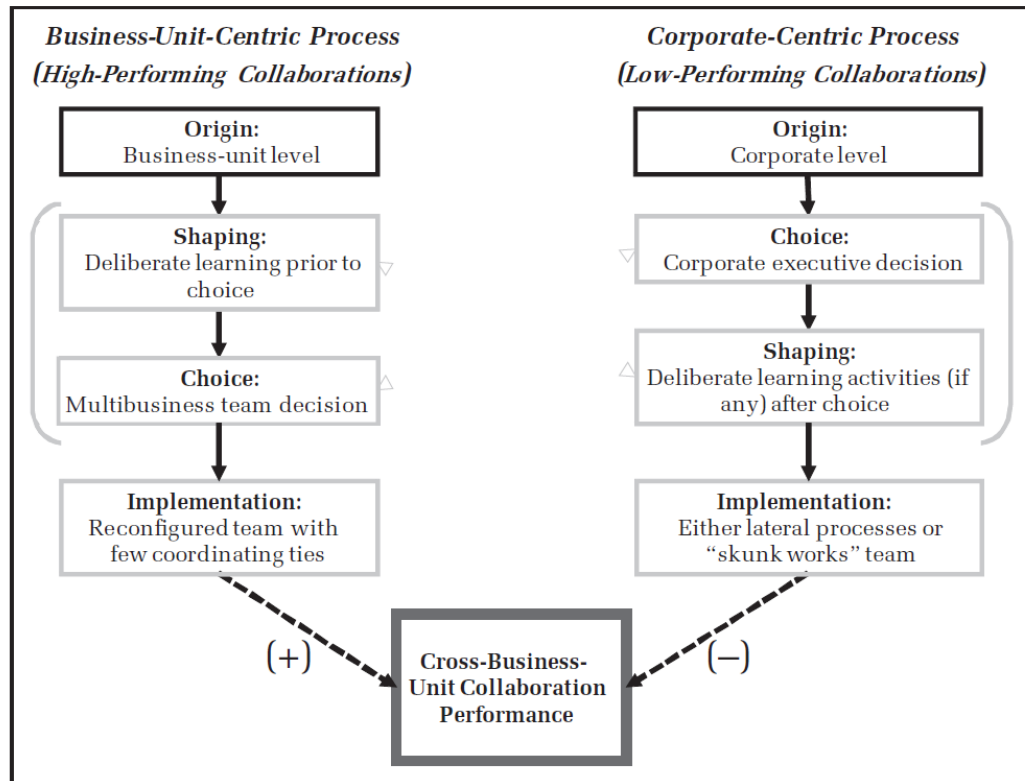 Business-Unit-Centric Process
(High-Performing Collaborations)
Origin:
Business-unit level
Shaping:
Deliberate learning prior to
choice
Choice:
Multibusiness team decision
Implementation:
Reconfigured team with
few coordinating ties
(+)
Corporate-Centric Process
(Low-Performing Collaborations)
Origin:
Corporate level
Choice:
Corporate executive decision
Shaping:
Deliberate learning activities (if
any) after choice
Implementation:
Either lateral processes or
“skunk works” team
(−)
Cross-Business-
Unit Collaboration
Performance